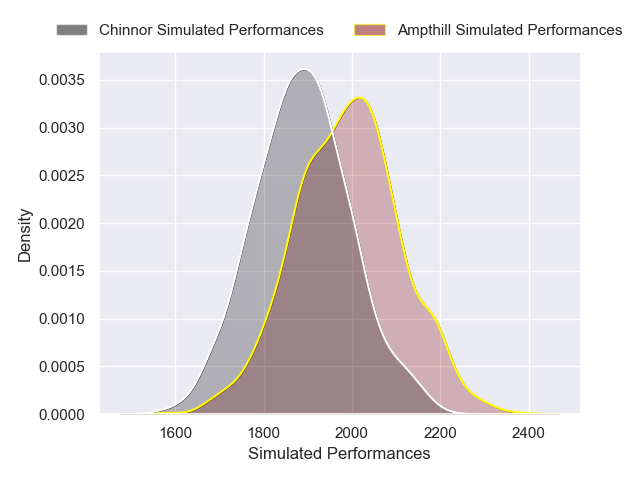 Chinnor Simulated Performances Ampthill Simulated Performances
0.0035
0.0030
0.0025
0.0020
0.0015
0.0010
0.0005
0.0000
Density
1600 1800 2000 2200 2400
Simulated Performances